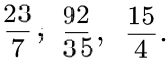 23/7 ; 92/35, 15/4.